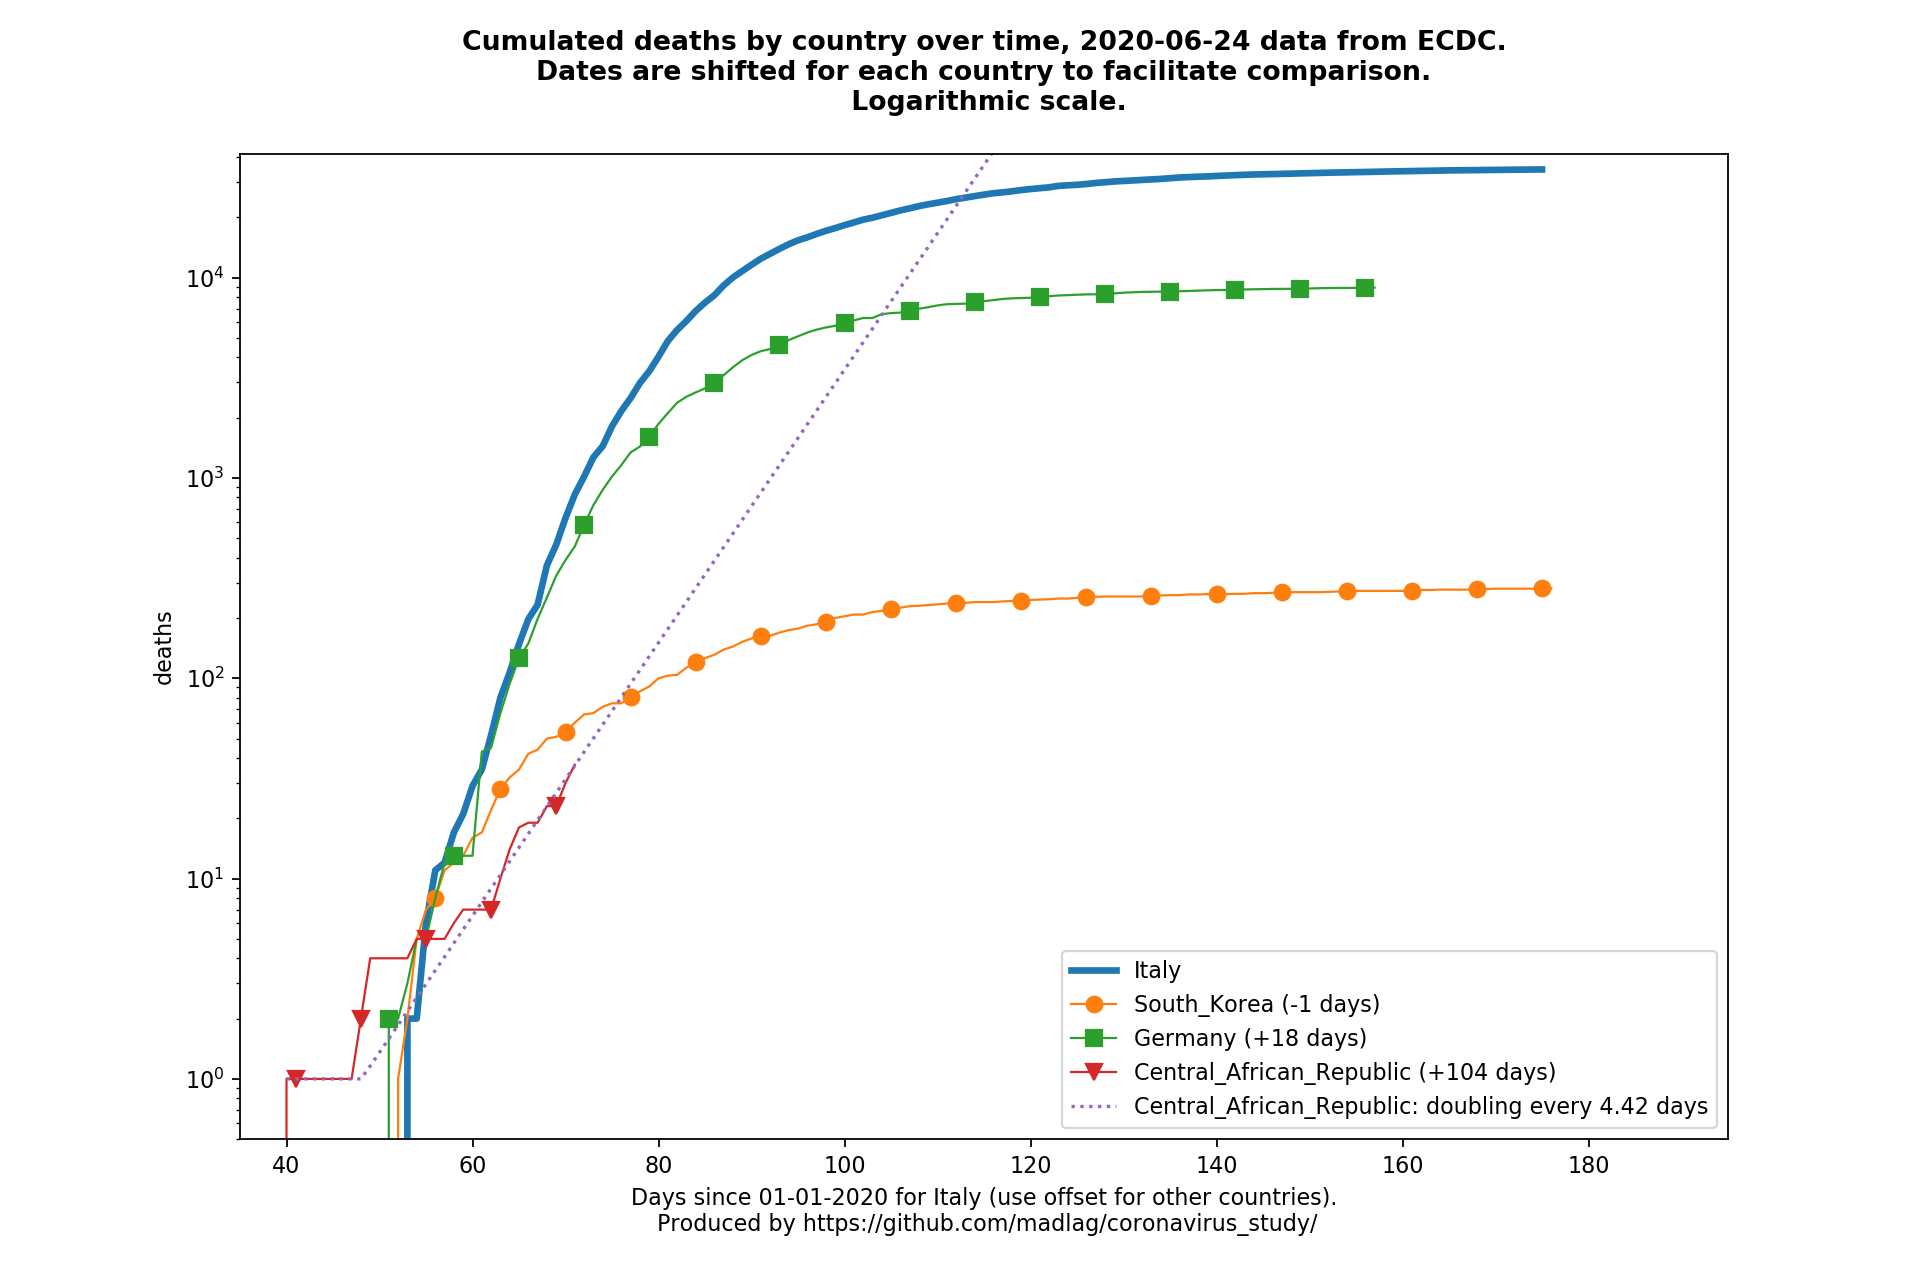 Cumulated deaths by country over time, 2020-06-24 data from ECDC.
Dates are shifted for each country to facilitate comparison.
Logarithmic scale.
deaths
10⁴
10³
10²
10¹
10⁰
40 60 80 100 120 140 160 180
Italy
South_Korea (-1 days)
Germany (+18 days)
Central_African_Republic (+104 days)
Central_African_Republic: doubling every 4.42 days
Days since 01-01-2020 for Italy (use offset for other countries).
Produced by https://github.com/madlag/coronavirus_study/